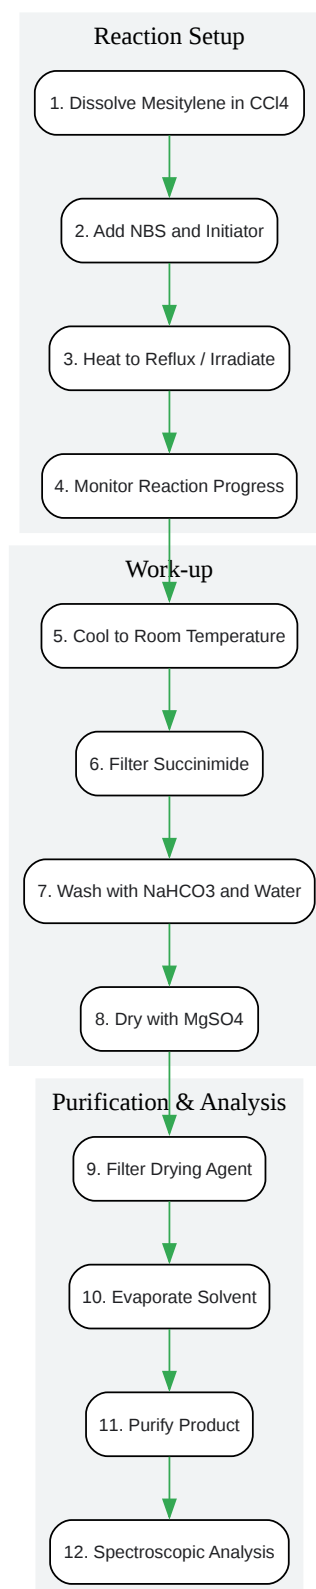 Reaction Setup
1. Dissolve Mesitylene in CCl4
2. Add NBS and Initiator
3. Heat to Reflux / Irradiate
4. Monitor Reaction Progress
Work-up
5. Cool to Room Temperature
6. Filter Succinimide
7. Wash with NaHCO3 and Water
8. Dry with MgSO4
Purification & Analysis
9. Filter Drying Agent
10. Evaporate Solvent
11. Purify Product
12. Spectroscopic Analysis